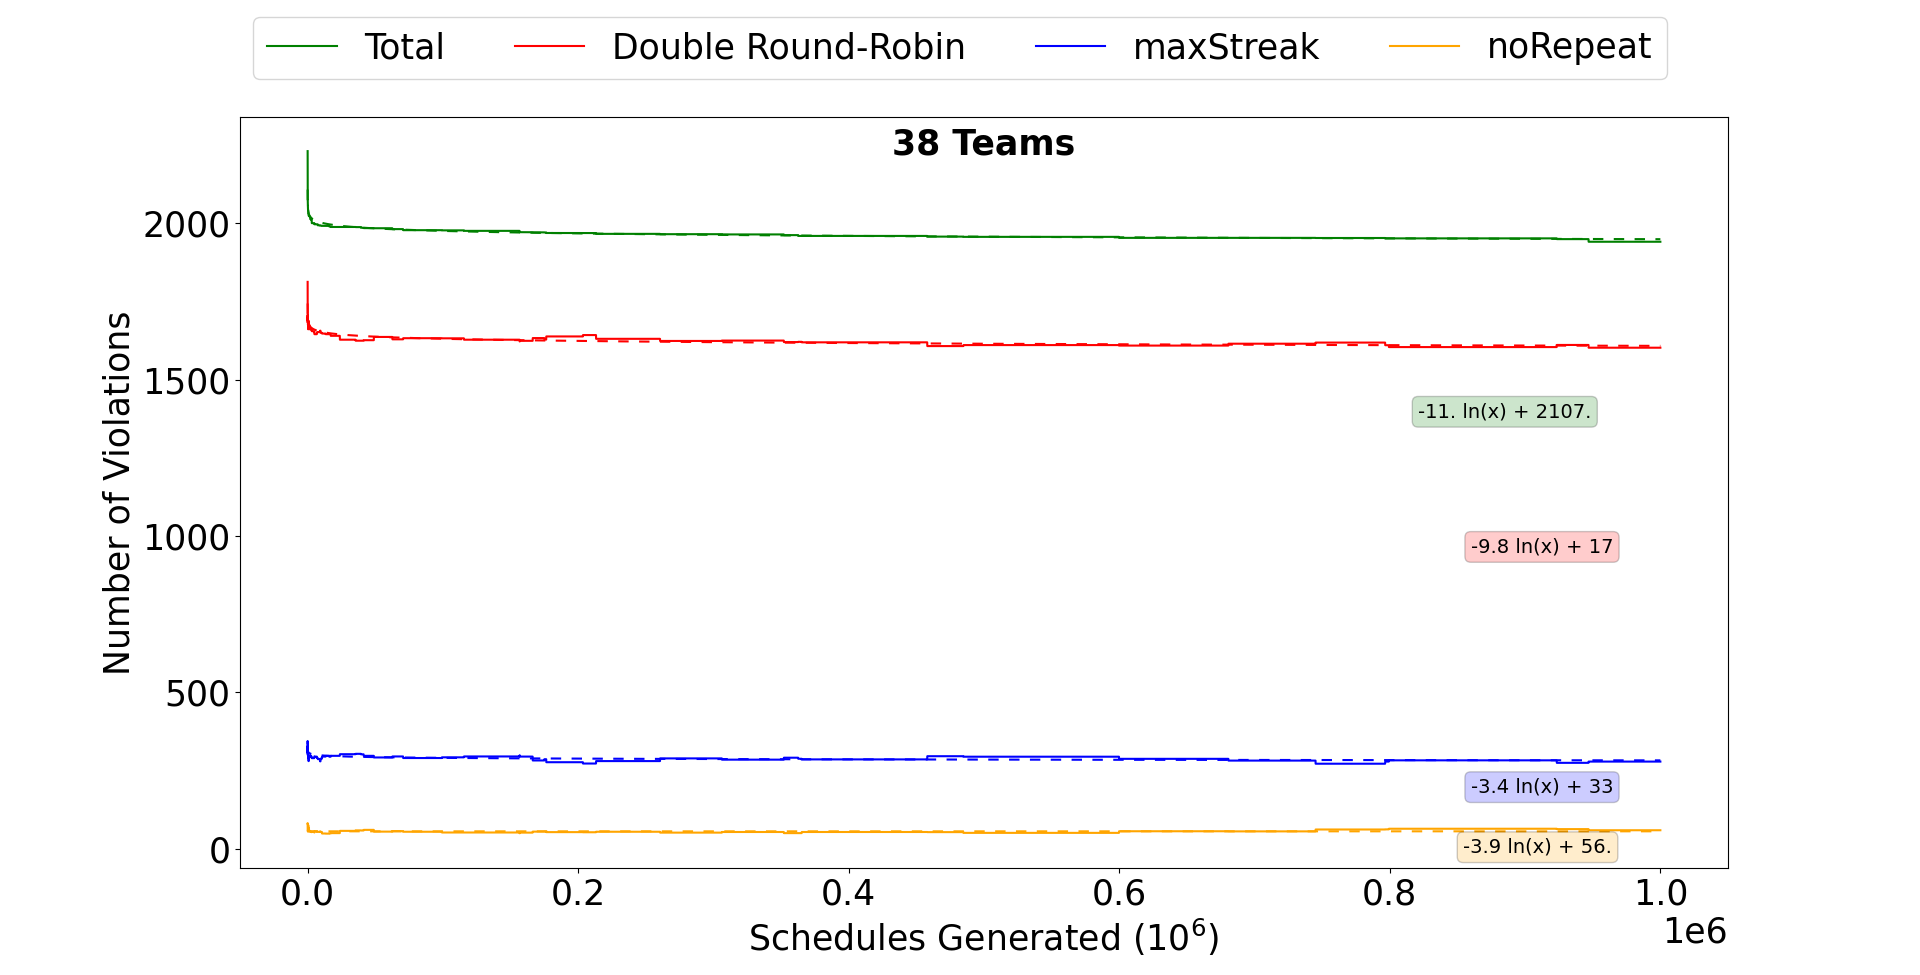 Total Double Round-Robin maxStreak noRepeat
38 Teams
Number of Violations
2000
1500
1000
500
0
-11. ln(x) + 2107.
-9.8 ln(x) + 17
-3.4 ln(x) + 33
-3.9 ln(x) + 56.
0.0 0.2 0.4 0.6 0.8 1.0
1e6
Schedules Generated (10⁶)